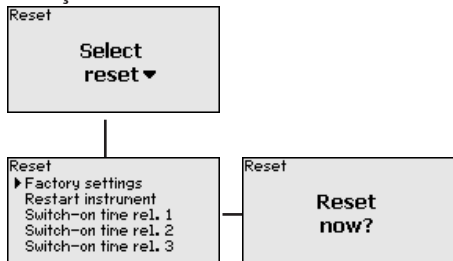 Reset
Select
reset▼
Reset
▶Factory settings
Restart instrument
Switch-on time rel. 1
Switch-on time rel. 2
Switch-on time rel. 3
Reset
Reset
now?